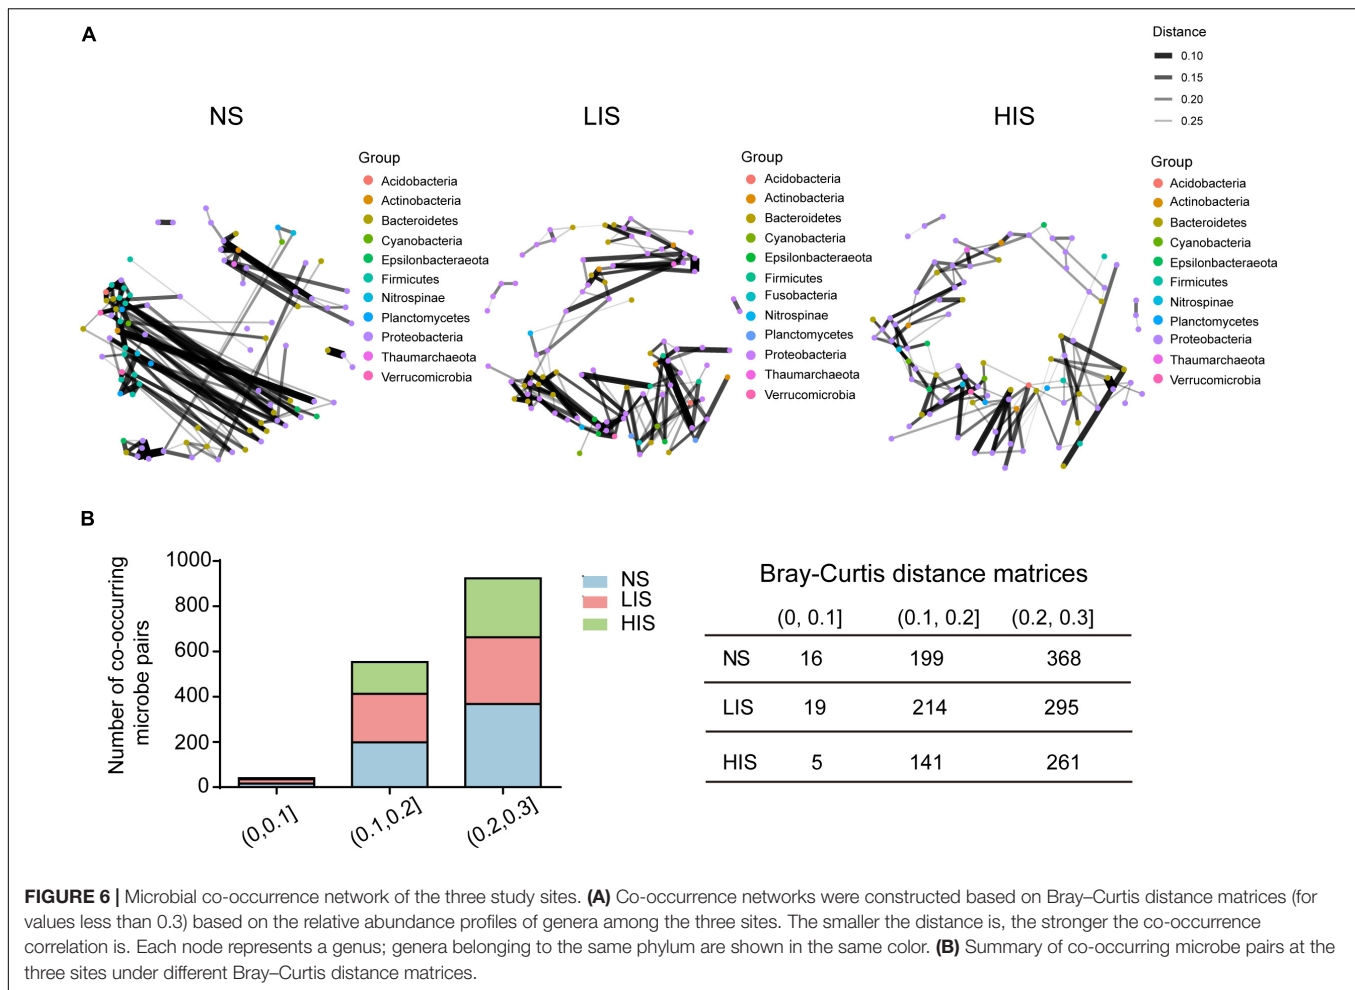 A
Distance
0.10
0.15
0.20
0.25
NS
LIS
HIS
Group
Acidobacteria
Actinobacteria
Bacteroidetes
Cyanobacteria
Epsilonbacteraeota
Firmicutes
Nitrospinae
Planctomycetes
Proteobacteria
Thaumarchaeota
Verrucomicrobia
Group
Acidobacteria
Actinobacteria
Bacteroidetes
Cyanobacteria
Epsilonbacteraeota
Firmicutes
Fusobacteria
Nitrospinae
Planctomycetes
Proteobacteria
Thaumarchaeota
Verrucomicrobia
Group
Acidobacteria
Actinobacteria
Bacteroidetes
Cyanobacteria
Epsilonbacteraeota
Firmicutes
Nitrospinae
Planctomycetes
Proteobacteria
Thaumarchaeota
Verrucomicrobia
B
Number of co-occurring
microbe pairs
1000
800
600
400
200
0
(0,0.1]
(0.1,0.2]
(0.2,0.3]
NS
LIS
HIS
Bray-Curtis distance matrices
(0, 0.1] (0.1, 0.2] (0.2, 0.3]
NS 16 199 368
LIS 19 214 295
HIS 5 141 261
FIGURE 6 | Microbial co-occurrence network of the three study sites. (A) Co-occurrence networks were constructed based on Bray–Curtis distance matrices (for
values less than 0.3) based on the relative abundance profiles of genera among the three sites. The smaller the distance is, the stronger the co-occurrence
correlation is. Each node represents a genus; genera belonging to the same phylum are shown in the same color. (B) Summary of co-occurring microbe pairs at the
three sites under different Bray–Curtis distance matrices.